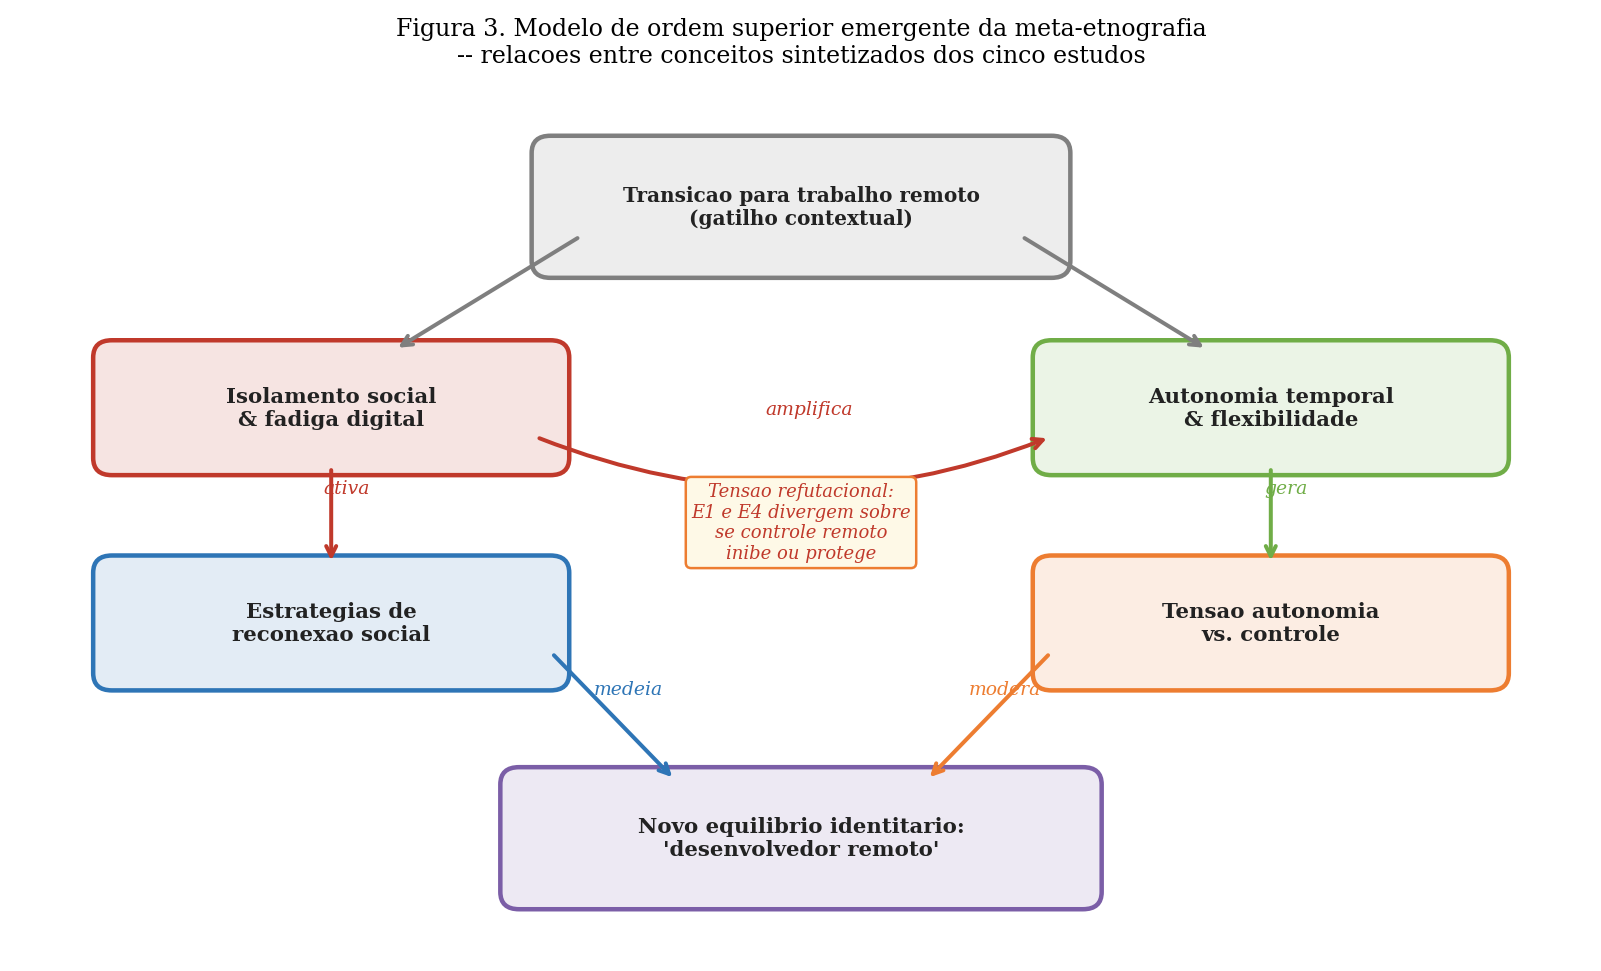 Figura 3. Modelo de ordem superior emergente da meta-etnografia
-- relacoes entre conceitos sintetizados dos cinco estudos
Transicao para trabalho remoto
(gatilho contextual)
Isolamento social
& fadiga digital
amplifica
Autonomia temporal
& flexibilidade
ativa
Tensao refutacional:
E1 e E4 divergem sobre
se controle remoto
inibe ou protege
gera
Estrategias de
reconexao social
Tensao autonomia
vs. controle
medeia
modera
Novo equilibrio identitario:
'desenvolvedor remoto'